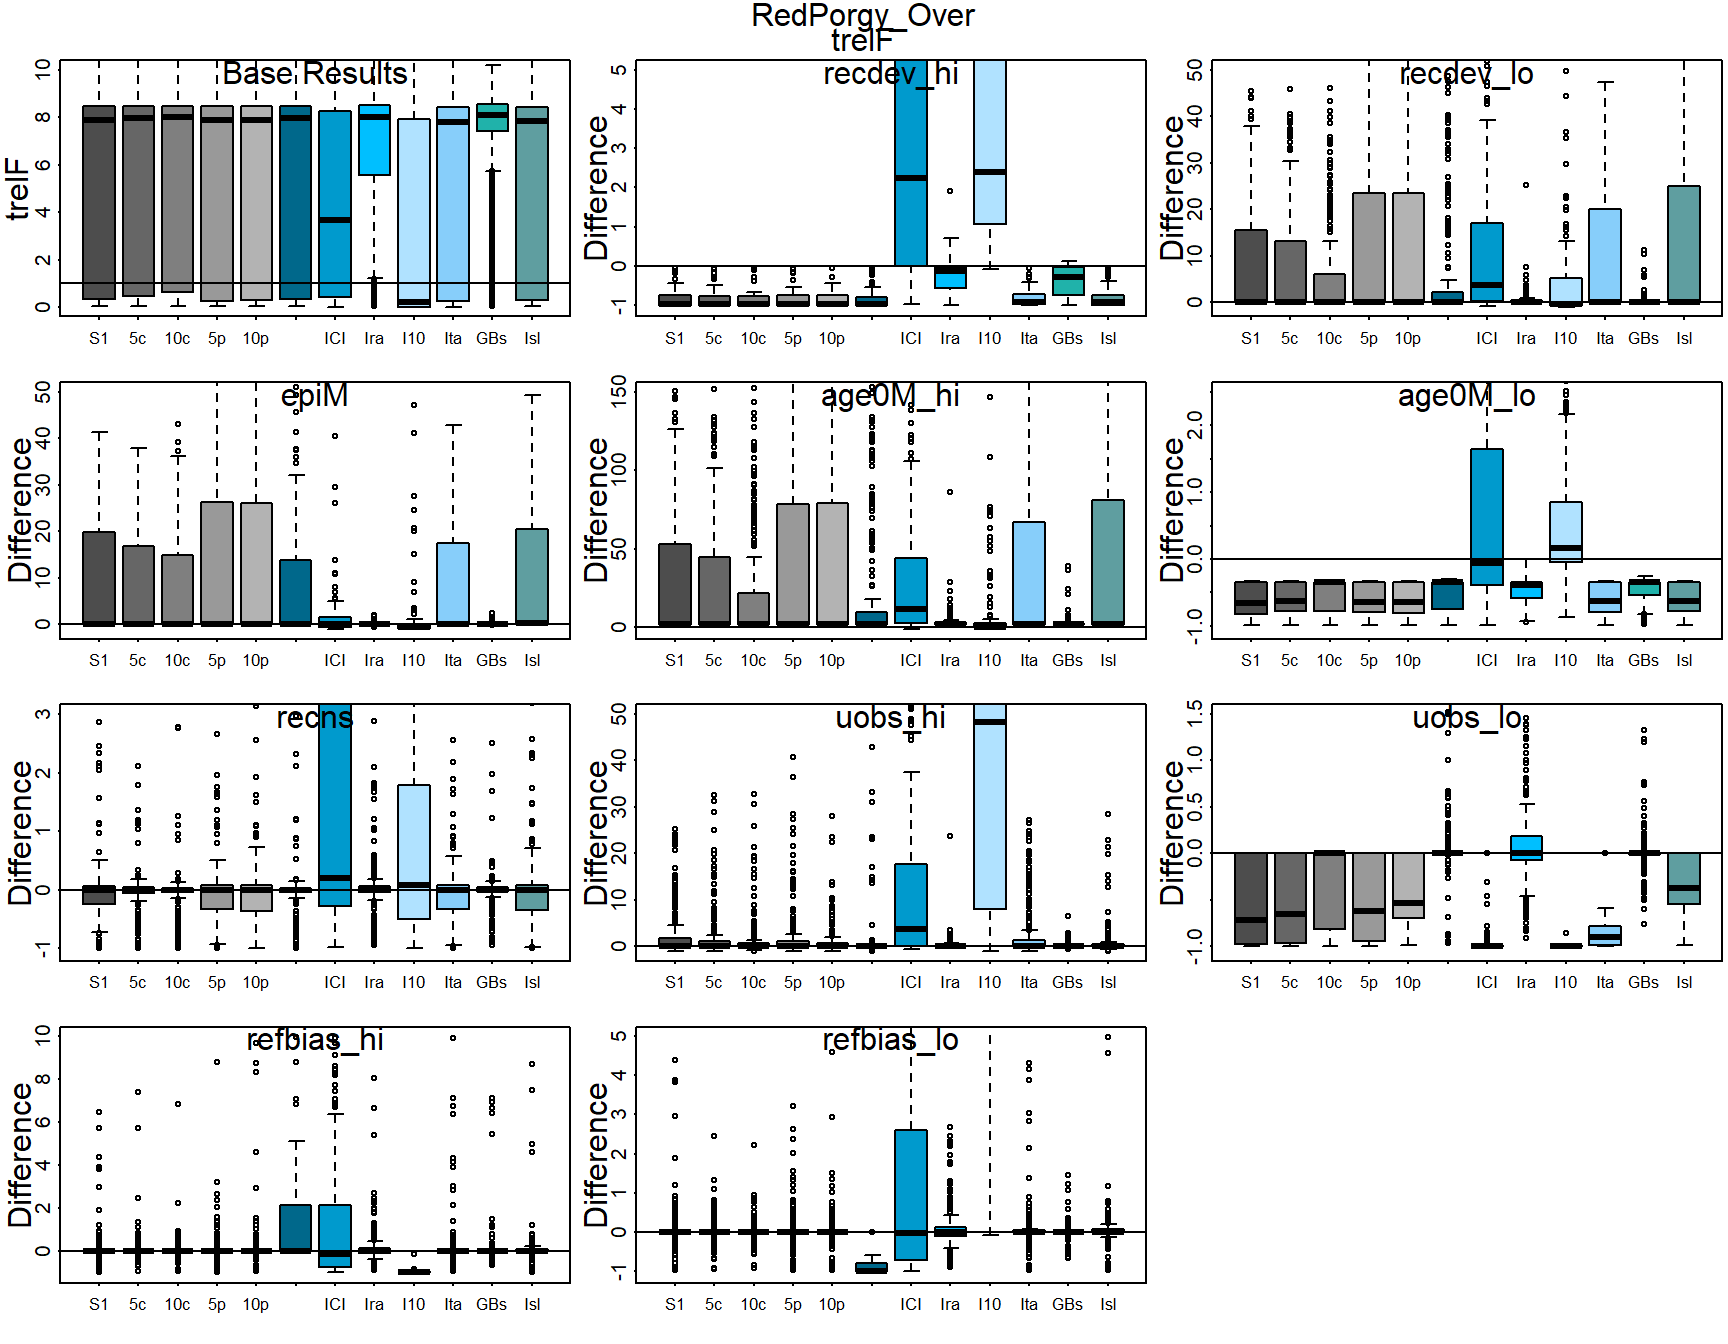 RedPorgy_Over
trelF
Base Results
trelF
0 2 4 6 8 10
S1 5c 10c 5p 10p ICI Ira I10 Ita GBs Isl
recdev_hi
Difference
-1 0 1 2 3 4 5
S1 5c 10c 5p 10p ICI Ira I10 Ita GBs Isl
recdev_lo
Difference
0 10 20 30 40 50
S1 5c 10c 5p 10p ICI Ira I10 Ita GBs Isl
epiM
Difference
0 10 20 30 40 50
S1 5c 10c 5p 10p ICI Ira I10 Ita GBs Isl
age0M_hi
Difference
0 50 100 150
S1 5c 10c 5p 10p ICI Ira I10 Ita GBs Isl
age0M_lo
Difference
-1.0 0.0 1.0 2.0
S1 5c 10c 5p 10p ICI Ira I10 Ita GBs Isl
recns
Difference
-1 0 1 2 3
S1 5c 10c 5p 10p ICI Ira I10 Ita GBs Isl
uobs_hi
Difference
0 10 20 30 40 50
S1 5c 10c 5p 10p ICI Ira I10 Ita GBs Isl
uobs_lo
Difference
-1.0 0.0 0.5 1.0 1.5
S1 5c 10c 5p 10p ICI Ira I10 Ita GBs Isl
refbias_hi
Difference
0 2 4 6 8 10
S1 5c 10c 5p 10p ICI Ira I10 Ita GBs Isl
refbias_lo
Difference
-1 0 1 2 3 4 5
S1 5c 10c 5p 10p ICI Ira I10 Ita GBs Isl